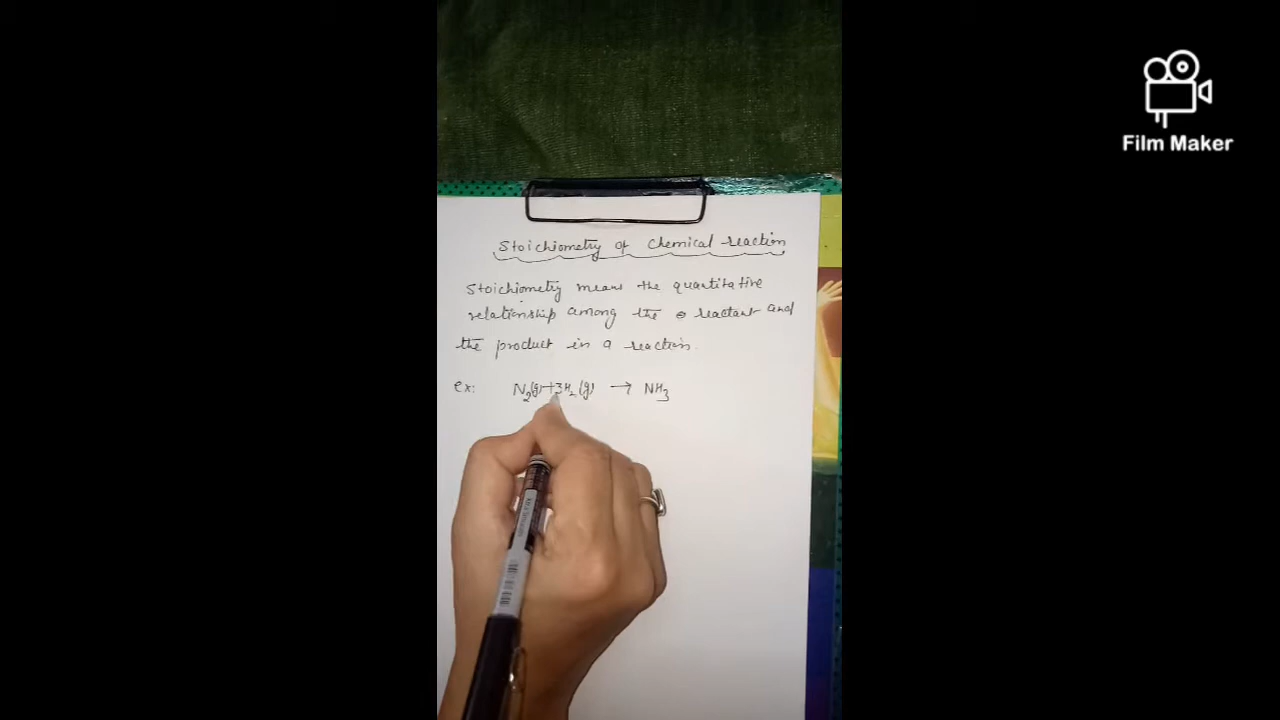 Film Maker
Stoichiometry of Chemical reaction
Stoichiometry means the quantitative
relationship among the reactant and
the product in a reaction.
ex: N₂(g)+3H₂(g) → NH₃